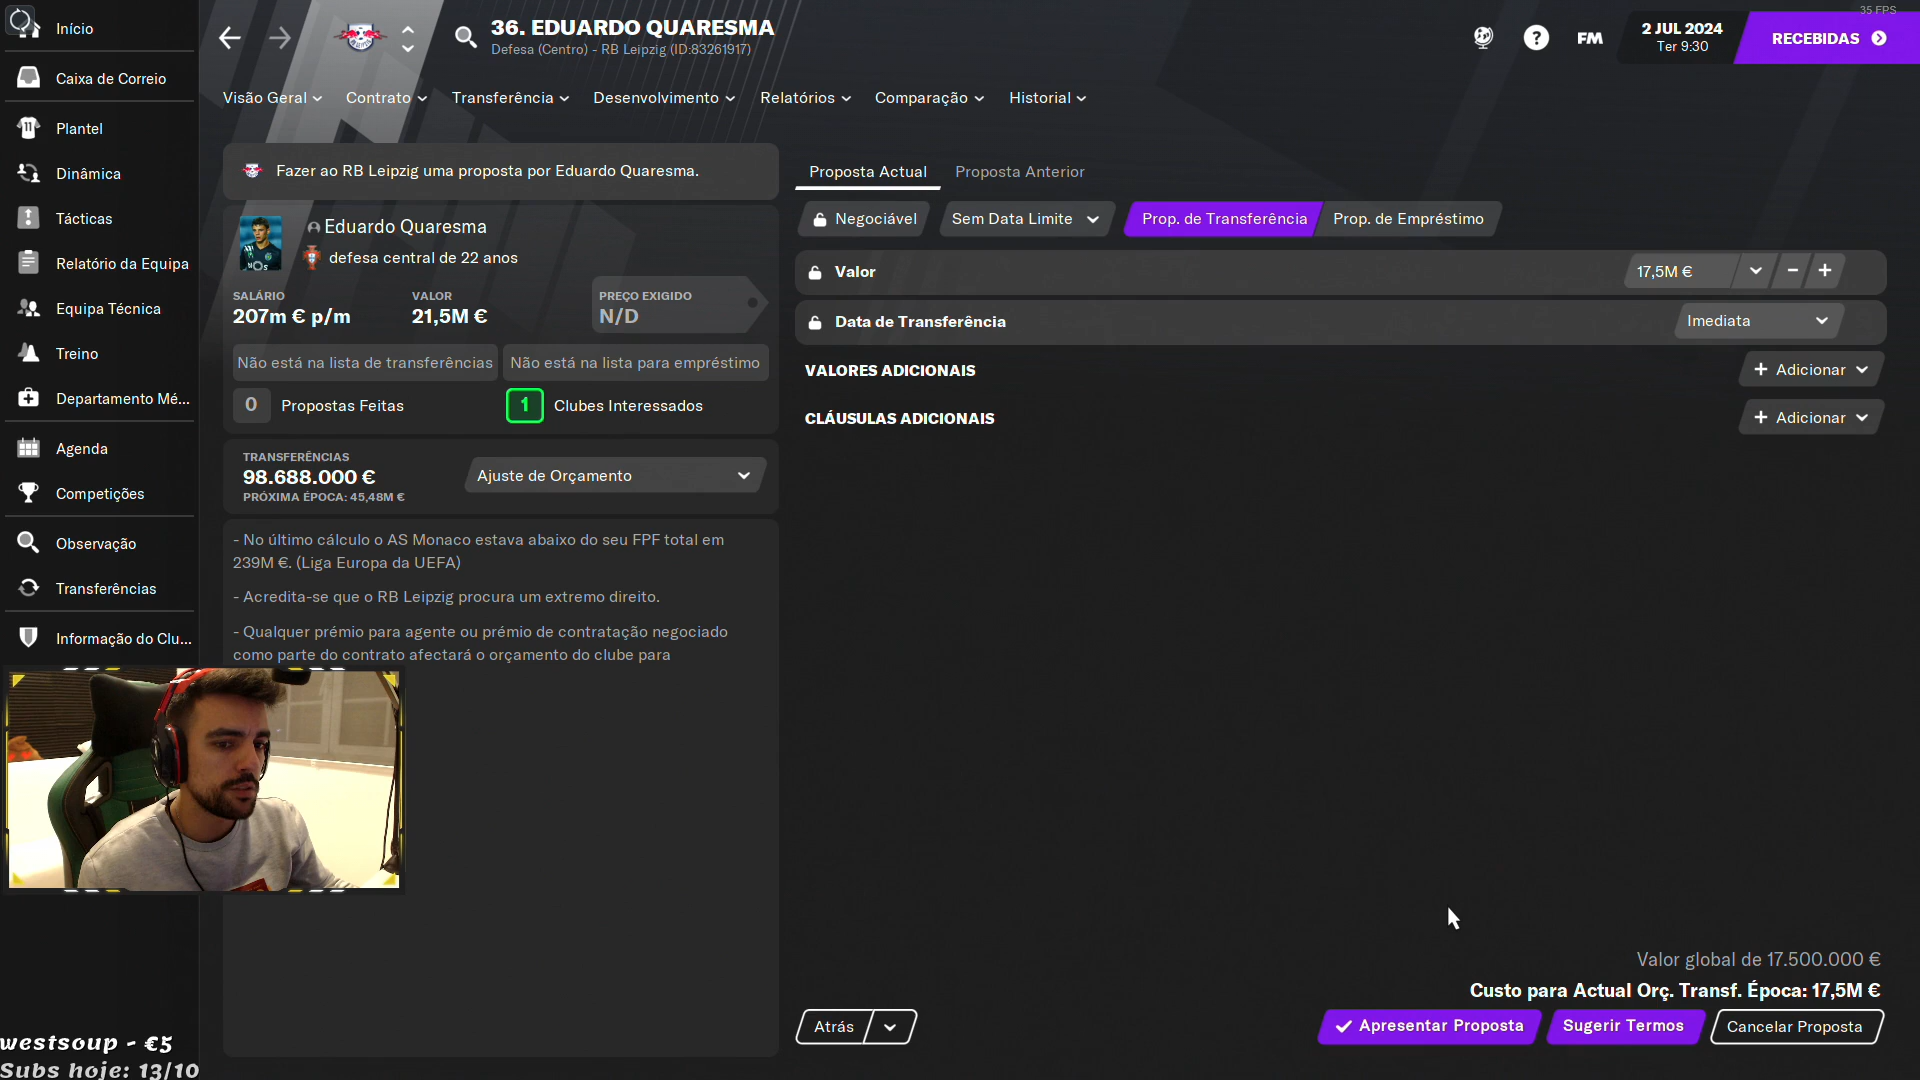 35 FPS
Início
Caixa de Correio
Plantel
Dinâmica
Tácticas
Relatório da Equipa
Equipa Técnica
Treino
Departamento Mé...
Agenda
Competições
Observação
Transferências
Informação do Clu...
36. EDUARDO QUARESMA
Defesa (Centro) - RB Leipzig (ID:83261917)
FM
2 JUL 2024
Ter 9:30
RECEBIDAS
Visão Geral
Contrato
Transferência
Desenvolvimento
Relatórios
Comparação
Historial
Fazer ao RB Leipzig uma proposta por Eduardo Quaresma.
Eduardo Quaresma
defesa central de 22 anos
SALÁRIO
207m € p/m
VALOR
21,5M €
PREÇO EXIGIDO
N/D
Não está na lista de transferências
Não está na lista para empréstimo
0 Propostas Feitas
1 Clubes Interessados
TRANSFERÊNCIAS
98.688.000 €
PRÓXIMA ÉPOCA: 45,48M €
Ajuste de Orçamento
- No último cálculo o AS Monaco estava abaixo do seu FPF total em
239M €. (Liga Europa da UEFA)
- Acredita-se que o RB Leipzig procura um extremo direito.
- Qualquer prémio para agente ou prémio de contratação negociado
como parte do contrato afectará o orçamento do clube para
Proposta Actual
Proposta Anterior
Negociável
Sem Data Limite
Prop. de Transferência
Prop. de Empréstimo
Valor
17,5M €
Data de Transferência
Imediata
VALORES ADICIONAIS
+ Adicionar
CLÁUSULAS ADICIONAIS
+ Adicionar
Valor global de 17.500.000 €
Custo para Actual Orç. Transf. Época: 17,5M €
Atrás
Apresentar Proposta
Sugerir Termos
Cancelar Proposta
westsoup - €5
Subs hoje: 13/10